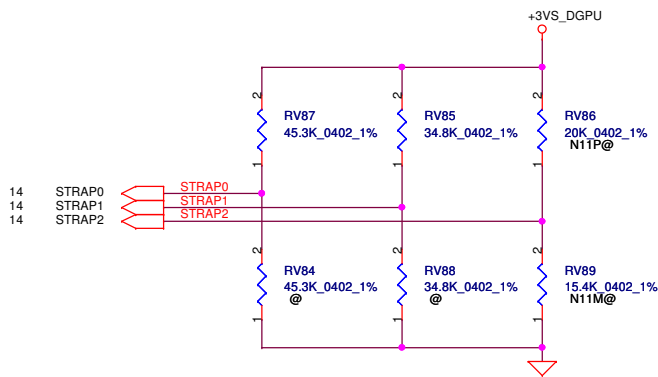 +3VS_DGPU
2 RV87 2 RV85 2 RV86
45.3K_0402_1% 34.8K_0402_1% 20K_0402_1%
N11P@
1 1 1
14 STRAP0 STRAP0
14 STRAP1 STRAP1
14 STRAP2 STRAP2
2 RV84 2 RV88 2 RV89
45.3K_0402_1% 34.8K_0402_1% 15.4K_0402_1%
@ @ N11M@
1 1 1